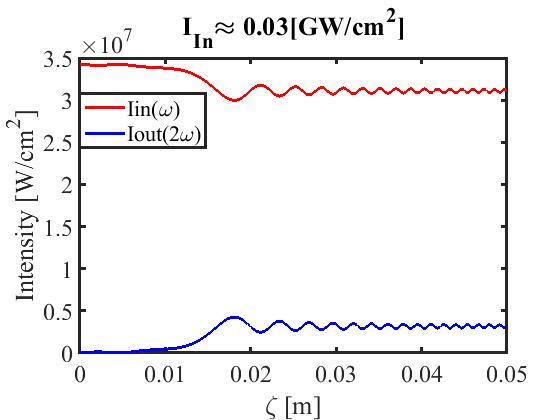 I_In≈ 0.03[GW/cm²]
×10⁷
3.5
3
2.5
2
1.5
1
0.5
0
Intensity [W/cm²]
Iin(ω)
Iout(2ω)
0 0.01 0.02 0.03 0.04 0.05
ζ [m]